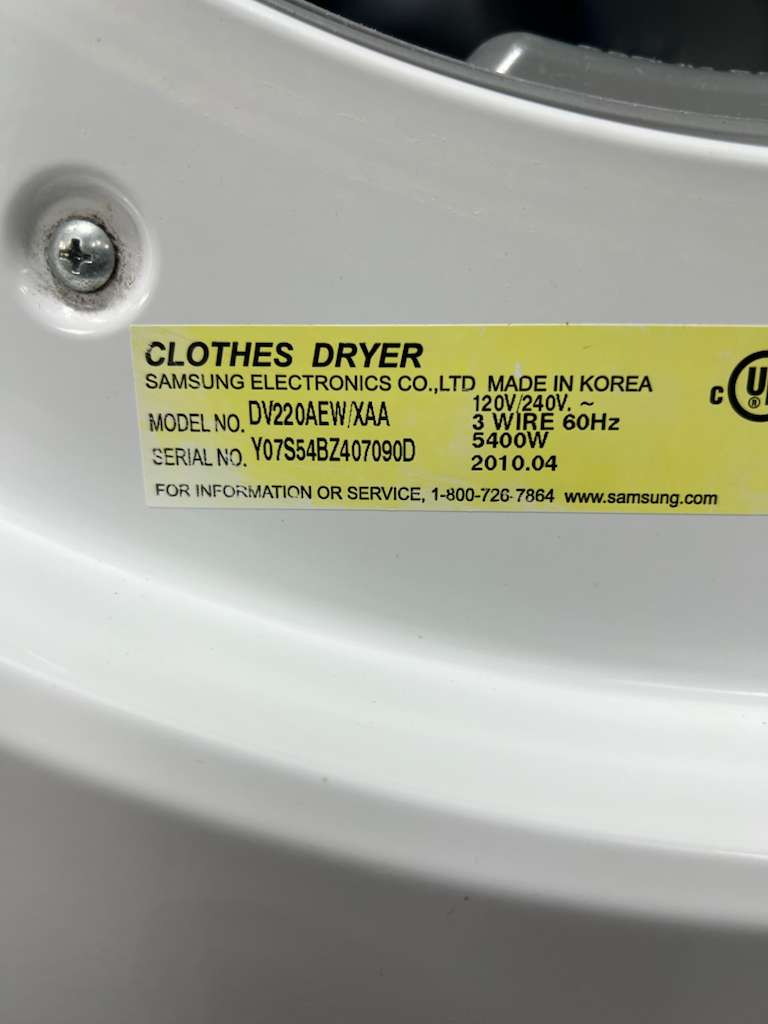 CLOTHES DRYER
SAMSUNG ELECTRONICS CO.,LTD MADE IN KOREA
MODEL NO. DV220AEW/XAA
SERIAL NO. Y07S54BZ407090D
120V/240V. ~
3 WIRE 60Hz
5400W
2010.04
FOR INFORMATION OR SERVICE, 1-800-726-7864 www.samsung.com
C
®